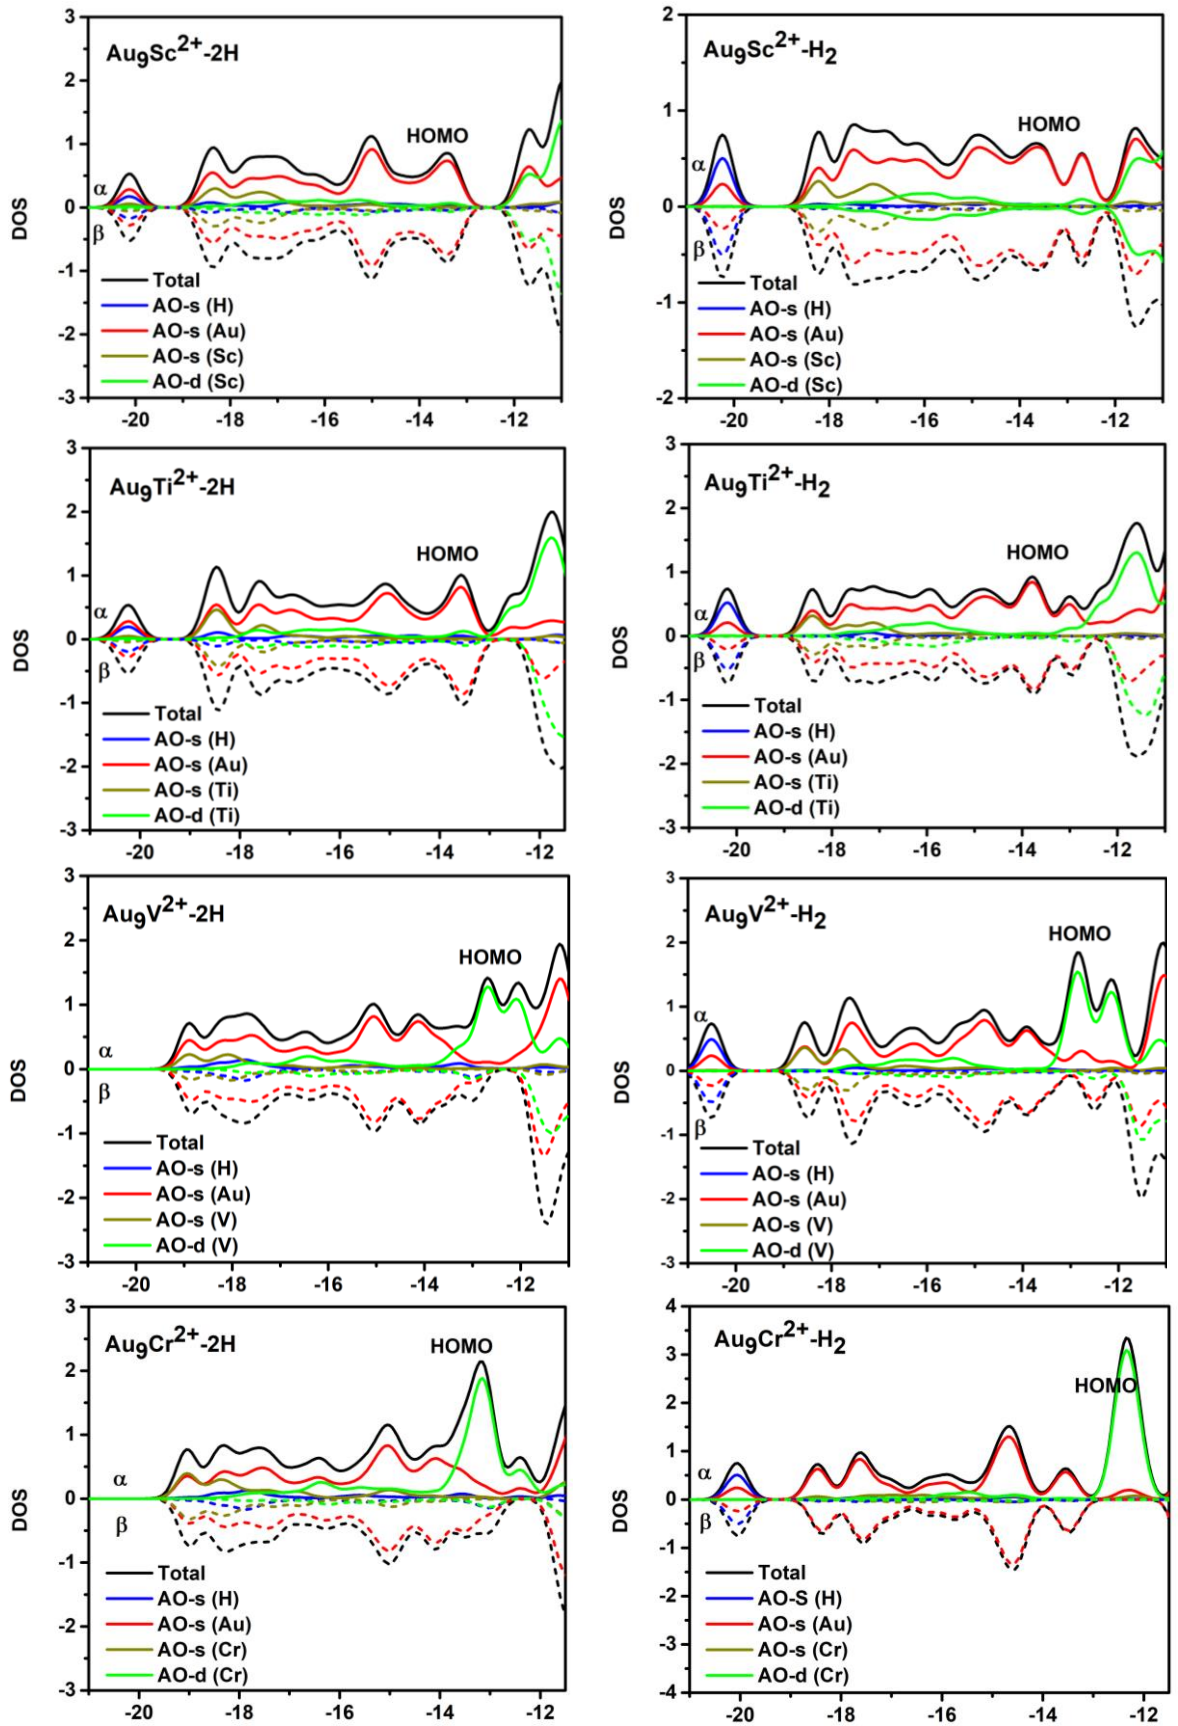 Au9Sc2+-2H
HOMO
α
β
DOS
3
2
1
0
-1
-2
-3
Total
AO-s (H)
AO-s (Au)
AO-s (Sc)
AO-d (Sc)
-20 -18 -16 -14 -12
Au9Sc2+-H2
HOMO
α
β
DOS
2
1
0
-1
-2
Total
AO-s (H)
AO-s (Au)
AO-s (Sc)
AO-d (Sc)
-20 -18 -16 -14 -12
Au9Ti2+-2H
HOMO
α
β
DOS
3
2
1
0
-1
-2
-3
Total
AO-s (H)
AO-s (Au)
AO-s (Ti)
AO-d (Ti)
-20 -18 -16 -14 -12
Au9Ti2+-H2
HOMO
α
β
DOS
3
2
1
0
-1
-2
-3
Total
AO-s (H)
AO-s (Au)
AO-s (Ti)
AO-d (Ti)
-20 -18 -16 -14 -12
Au9V2+-2H
HOMO
α
β
DOS
3
2
1
0
-1
-2
-3
Total
AO-s (H)
AO-s (Au)
AO-s (V)
AO-d (V)
-20 -18 -16 -14 -12
Au9V2+-H2
HOMO
α
β
DOS
3
2
1
0
-1
-2
-3
Total
AO-s (H)
AO-s (Au)
AO-s (V)
AO-d (V)
-20 -18 -16 -14 -12
Au9Cr2+-2H
HOMO
α
β
DOS
3
2
1
0
-1
-2
-3
Total
AO-s (H)
AO-s (Au)
AO-s (Cr)
AO-d (Cr)
-20 -18 -16 -14 -12
Au9Cr2+-H2
HOMO
α
β
DOS
4
3
2
1
0
-1
-2
-3
-4
Total
AO-S (H)
AO-s (Au)
AO-s (Cr)
AO-d (Cr)
-20 -18 -16 -14 -12